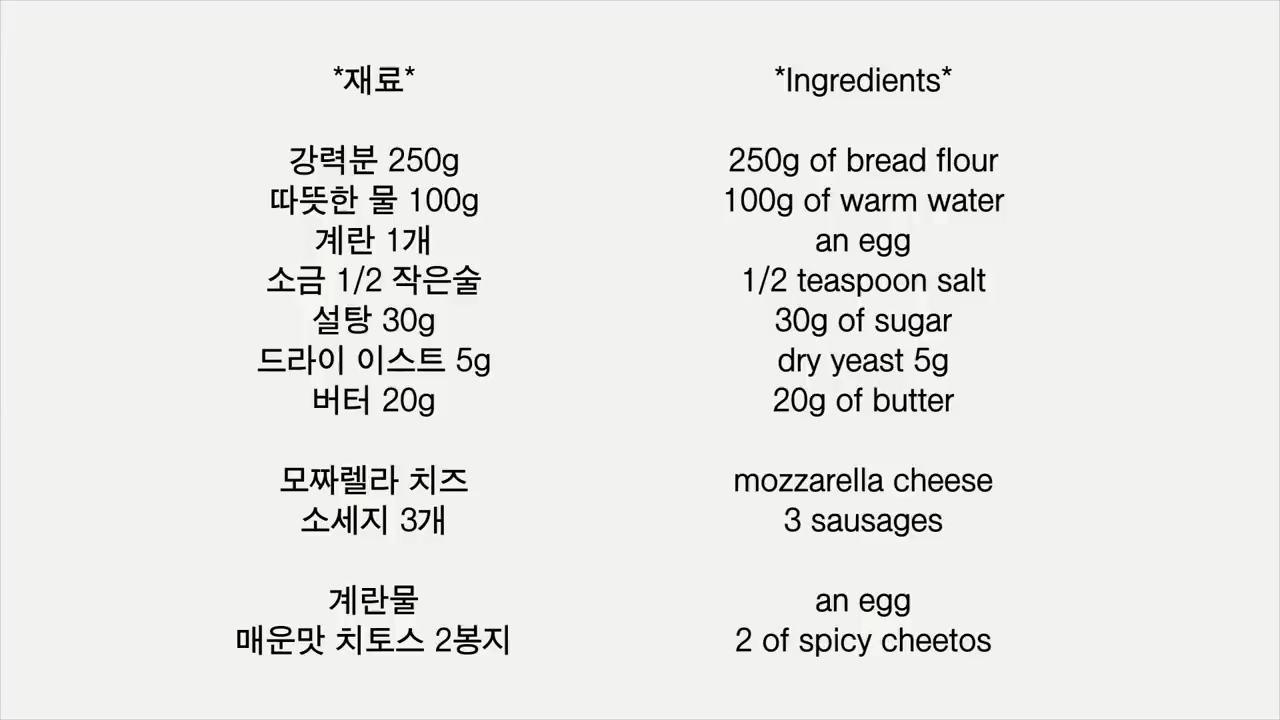 *재료*
강력분 250g
따뜻한 물 100g
계란 1개
소금 1/2 작은술
설탕 30g
드라이 이스트 5g
버터 20g
모짜렐라 치즈
소세지 3개
계란물
매운맛 치토스 2봉지
*Ingredients*
250g of bread flour
100g of warm water
an egg
1/2 teaspoon salt
30g of sugar
dry yeast 5g
20g of butter
mozzarella cheese
3 sausages
an egg
2 of spicy cheetos